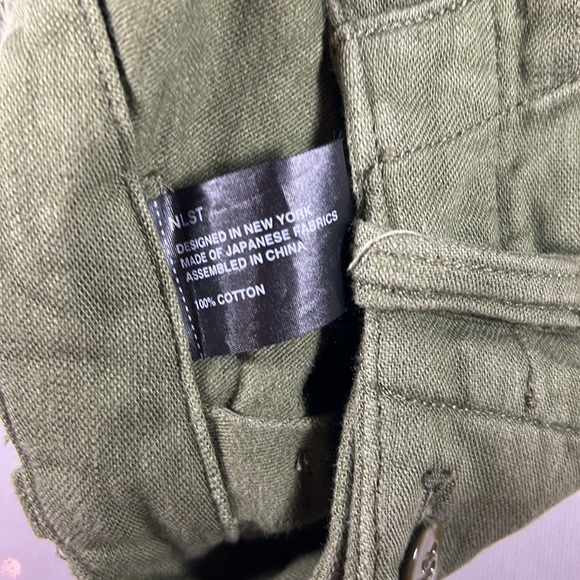 NLST
DESIGNED IN NEW YORK
MADE OF JAPANESE FABRICS
ASSEMBLED IN CHINA
100% COTTON